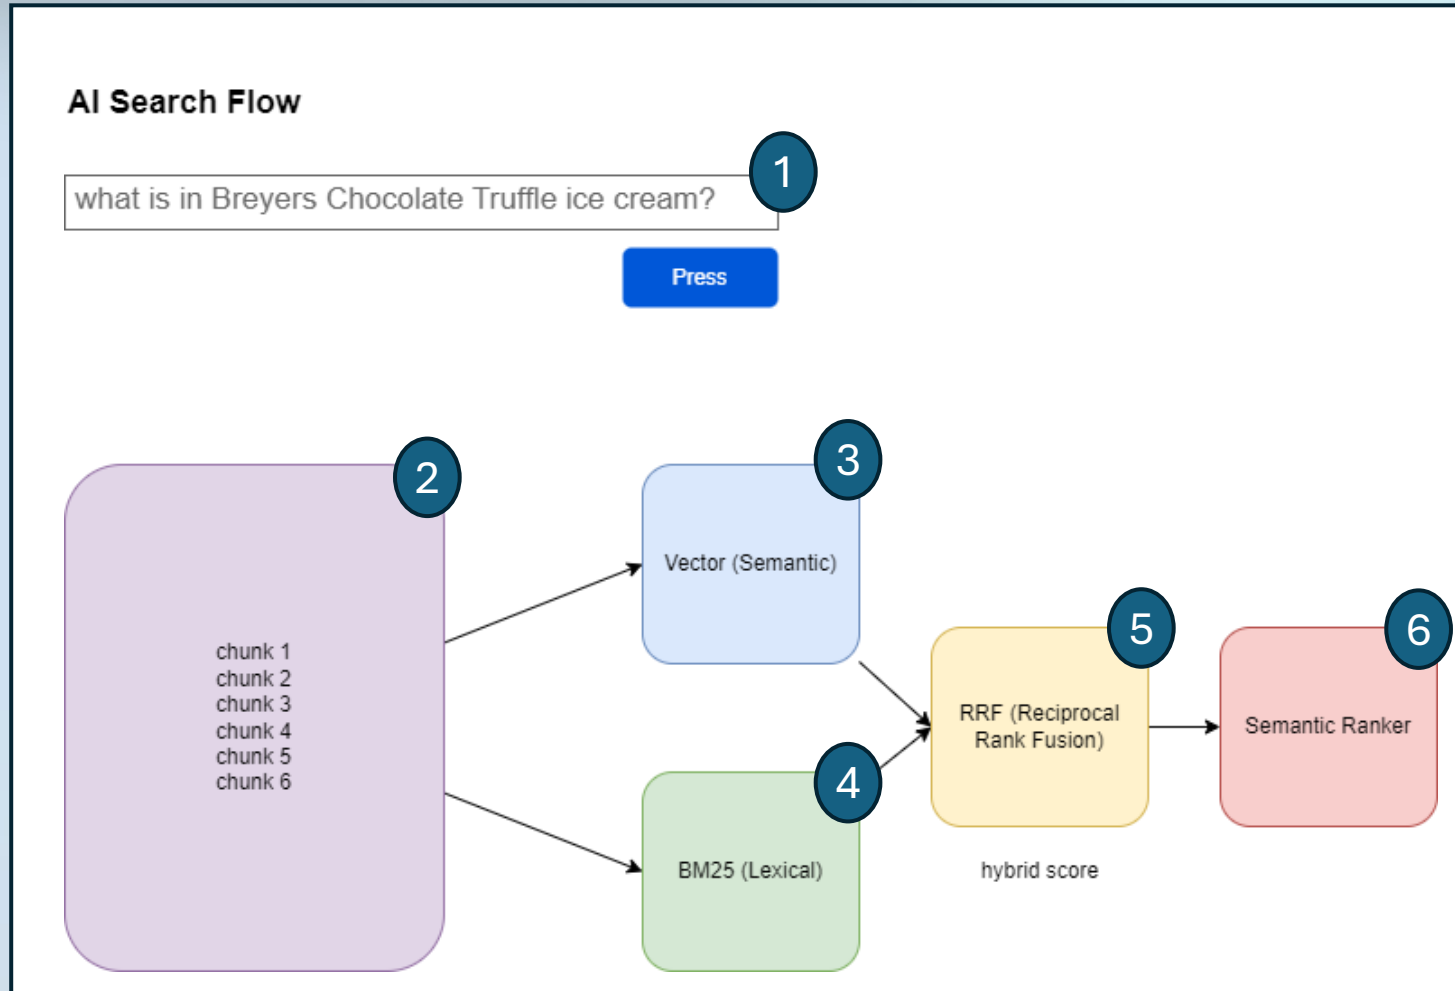 AI Search Flow
1
what is in Breyers Chocolate Truffle ice cream?
Press
2
chunk 1
chunk 2
chunk 3
chunk 4
chunk 5
chunk 6
3
Vector (Semantic)
4
BM25 (Lexical)
5
RRF (Reciprocal
Rank Fusion)
hybrid score
6
Semantic Ranker